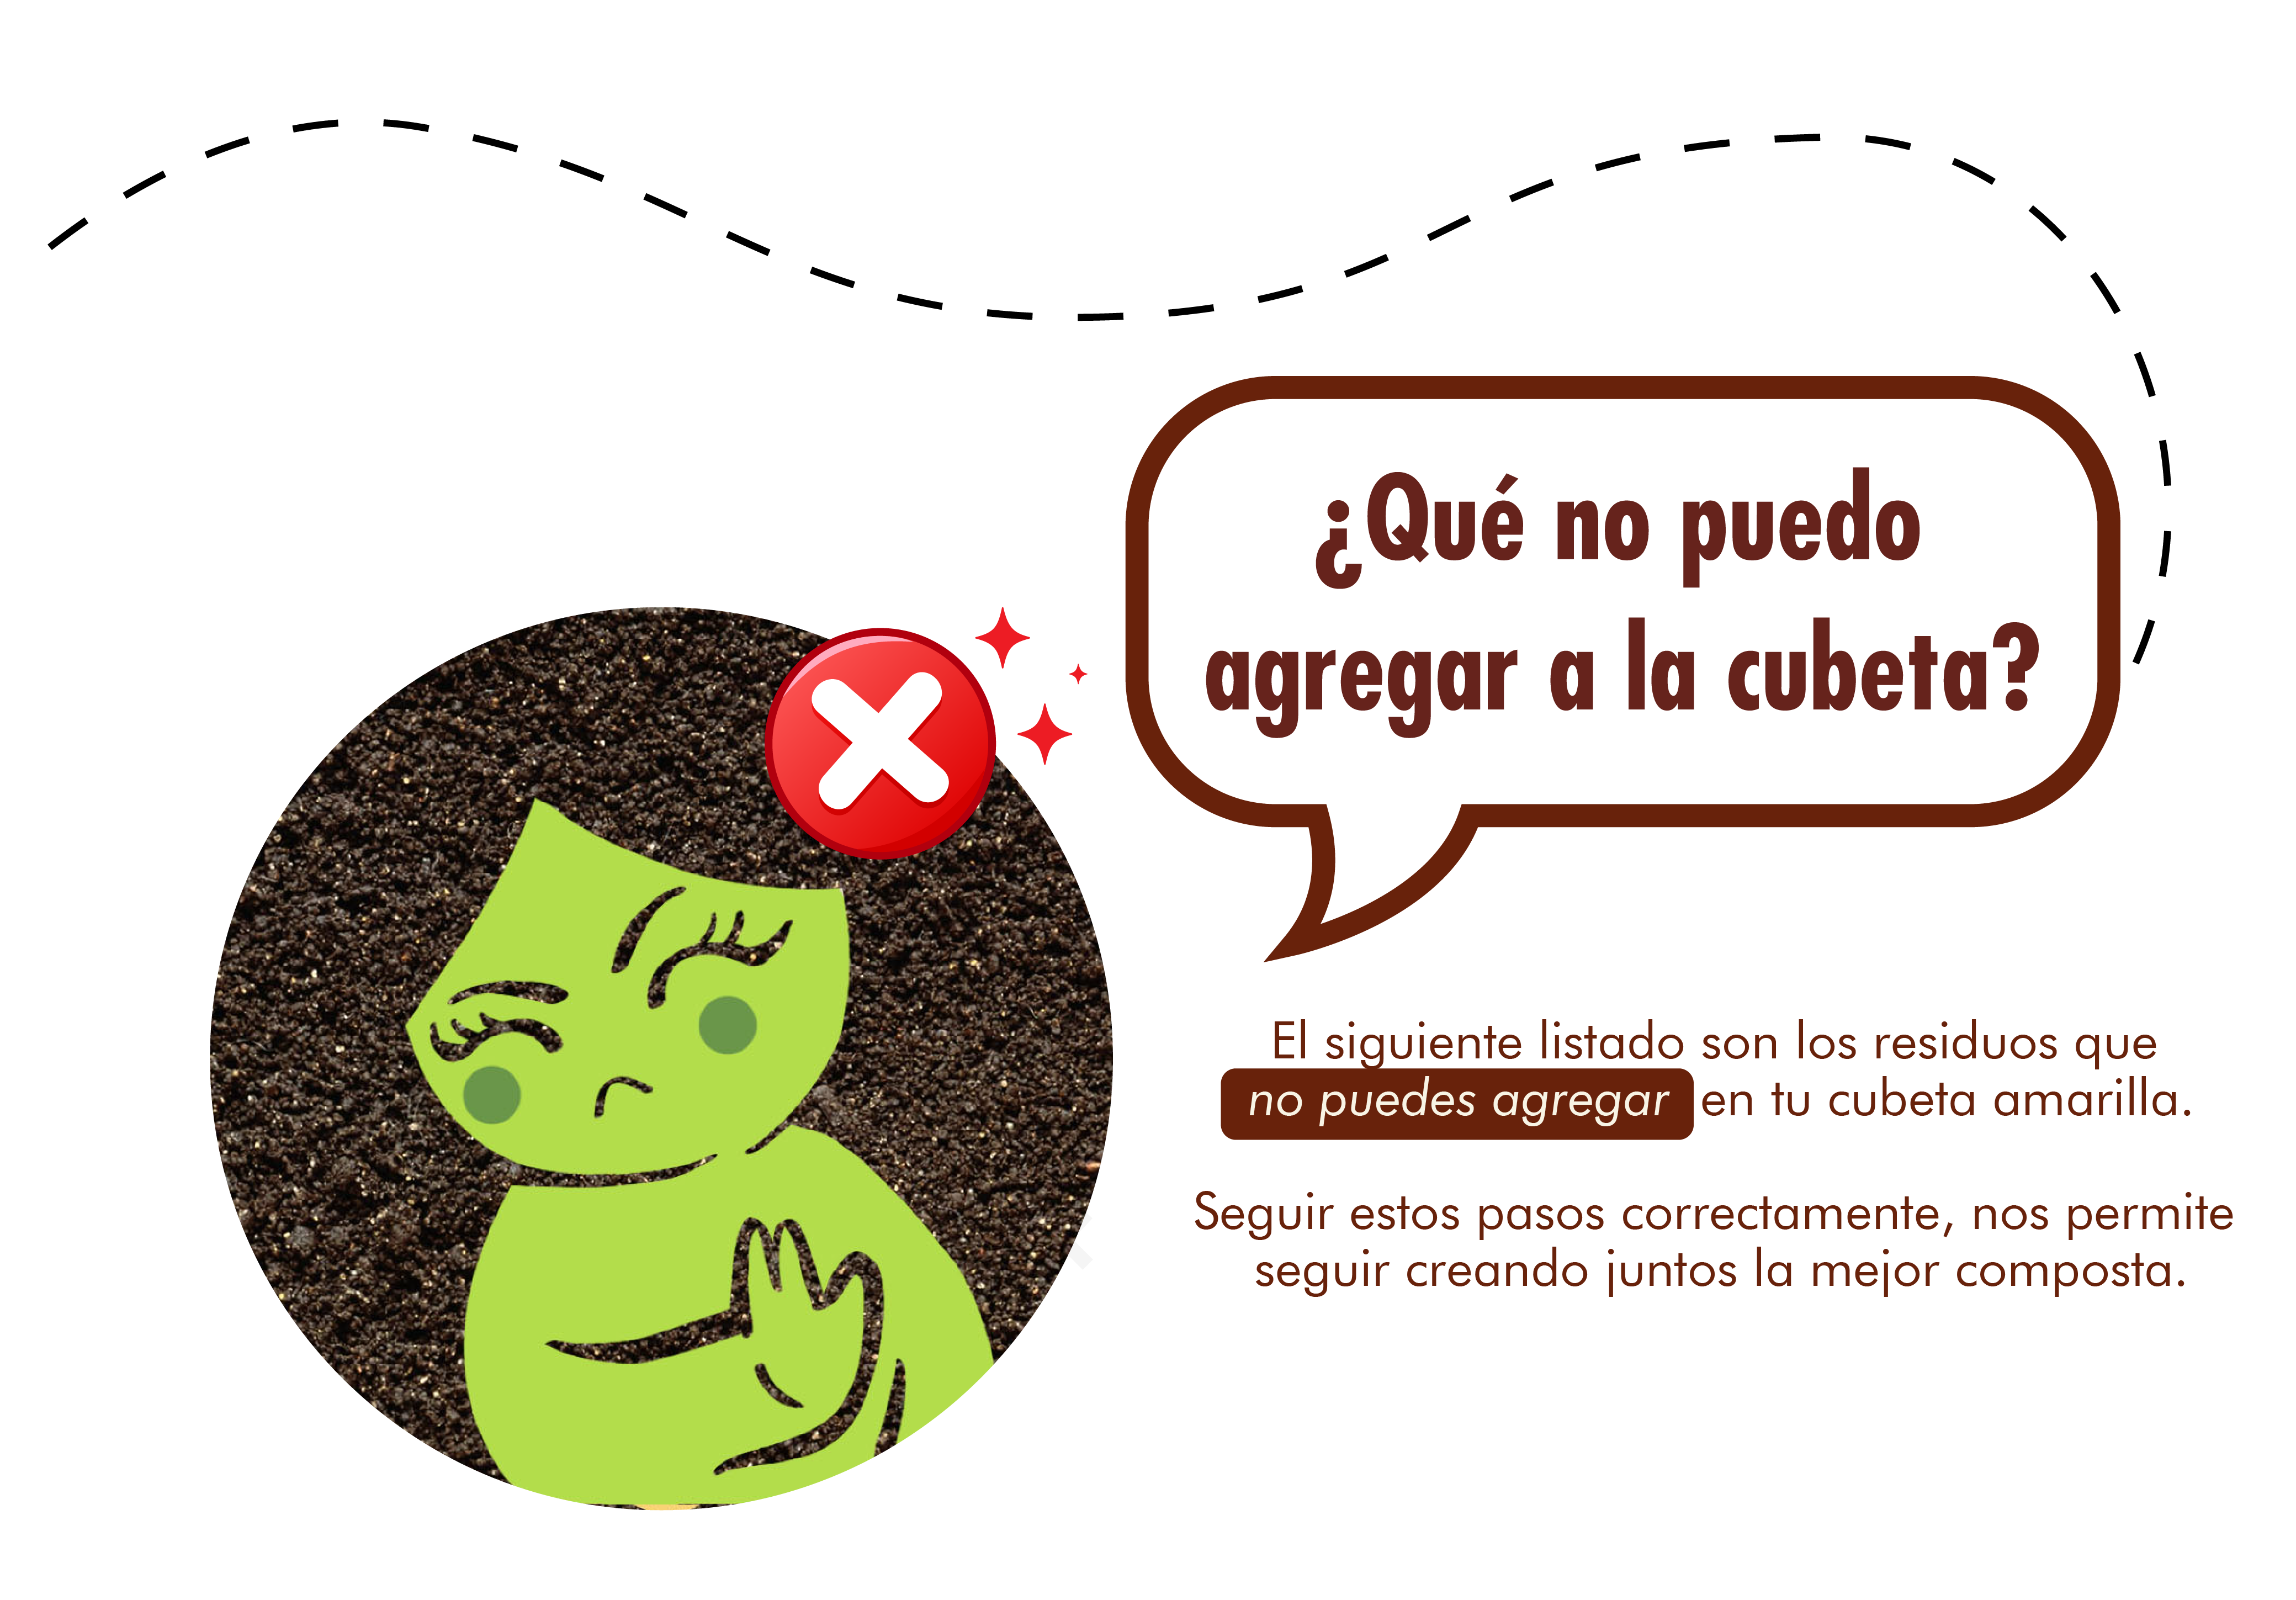 ¿Qué no puedo
agregar a la cubeta?
El siguiente listado son los residuos que
no puedes agregar en tu cubeta amarilla.
Seguir estos pasos correctamente, nos permite
seguir creando juntos la mejor composta.